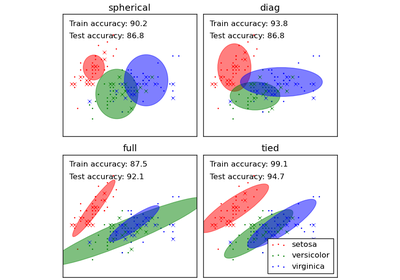 spherical
Train accuracy: 90.2
Test accuracy: 86.8
diag
Train accuracy: 93.8
Test accuracy: 86.8
full
Train accuracy: 87.5
Test accuracy: 92.1
tied
Train accuracy: 99.1
Test accuracy: 94.7
setosa
versicolor
virginica